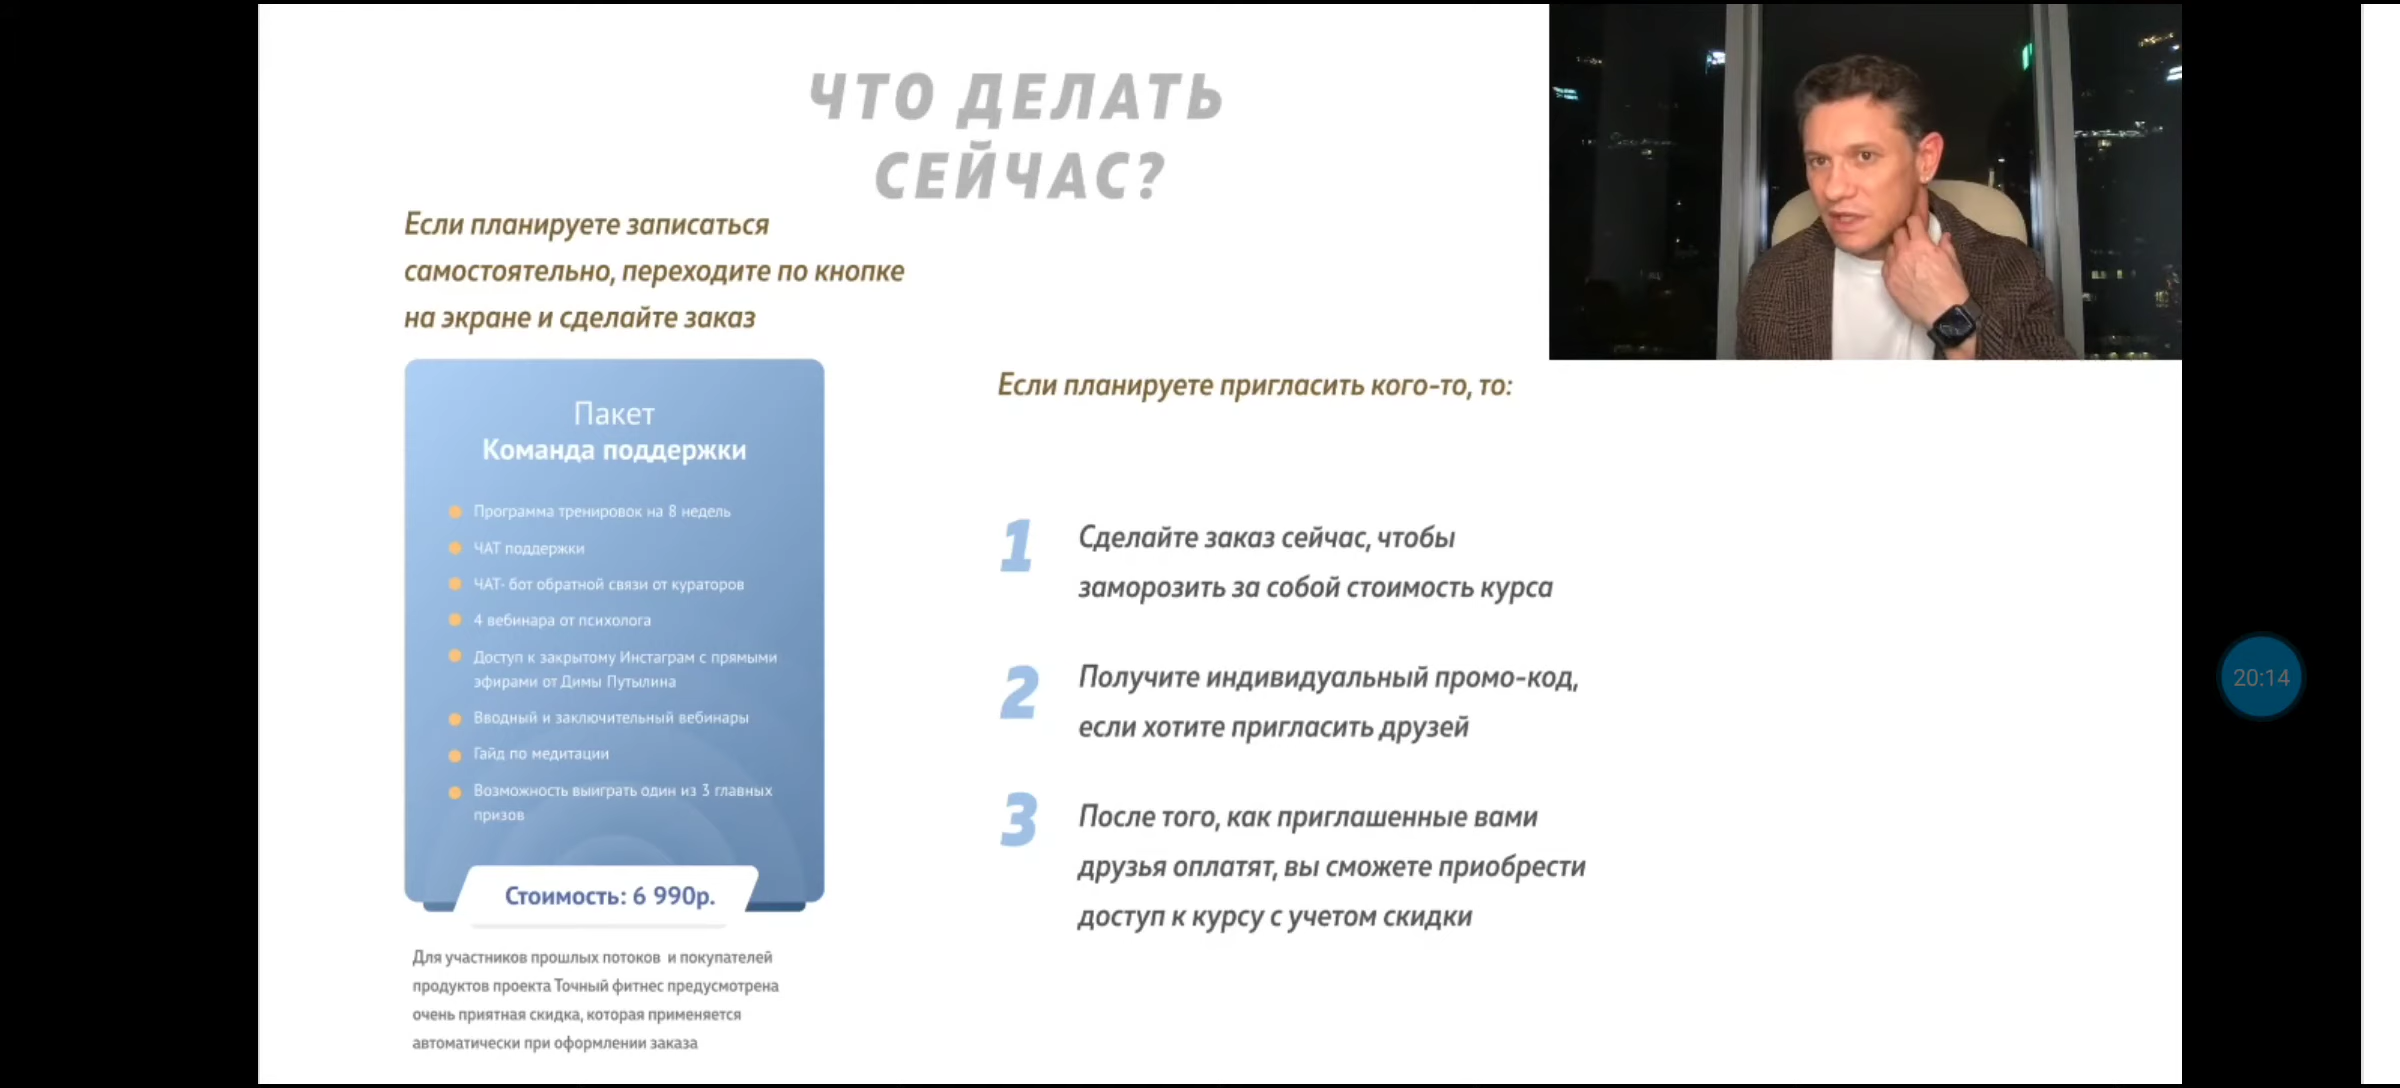 ЧТО ДЕЛАТЬ
СЕЙЧАС?
Если планируете записаться
самостоятельно, переходите по кнопке
на экране и сделайте заказ
Пакет
Команда поддержки
Программа тренировок на 8 недель
ЧАТ поддержки
ЧАТ- бот обратной связи от кураторов
4 вебинара от психолога
Доступ к закрытому Инстаграм с прямыми
эфирами от Димы Путылина
Вводный и заключительный вебинары
Гайд по медитации
Возможность выиграть один из 3 главных
призов
Стоимость: 6 990р.
Для участников прошлых потоков и покупателей
продуктов проекта Точный фитнес предусмотрена
очень приятная скидка, которая применяется
автоматически при оформлении заказа
Если планируете пригласить кого-то, то:
1 Сделайте заказ сейчас, чтобы
заморозить за собой стоимость курса
2 Получите индивидуальный промо-код,
если хотите пригласить друзей
3 После того, как приглашенные вами
друзья оплатят, вы сможете приобрести
доступ к курсу с учетом скидки
20:14